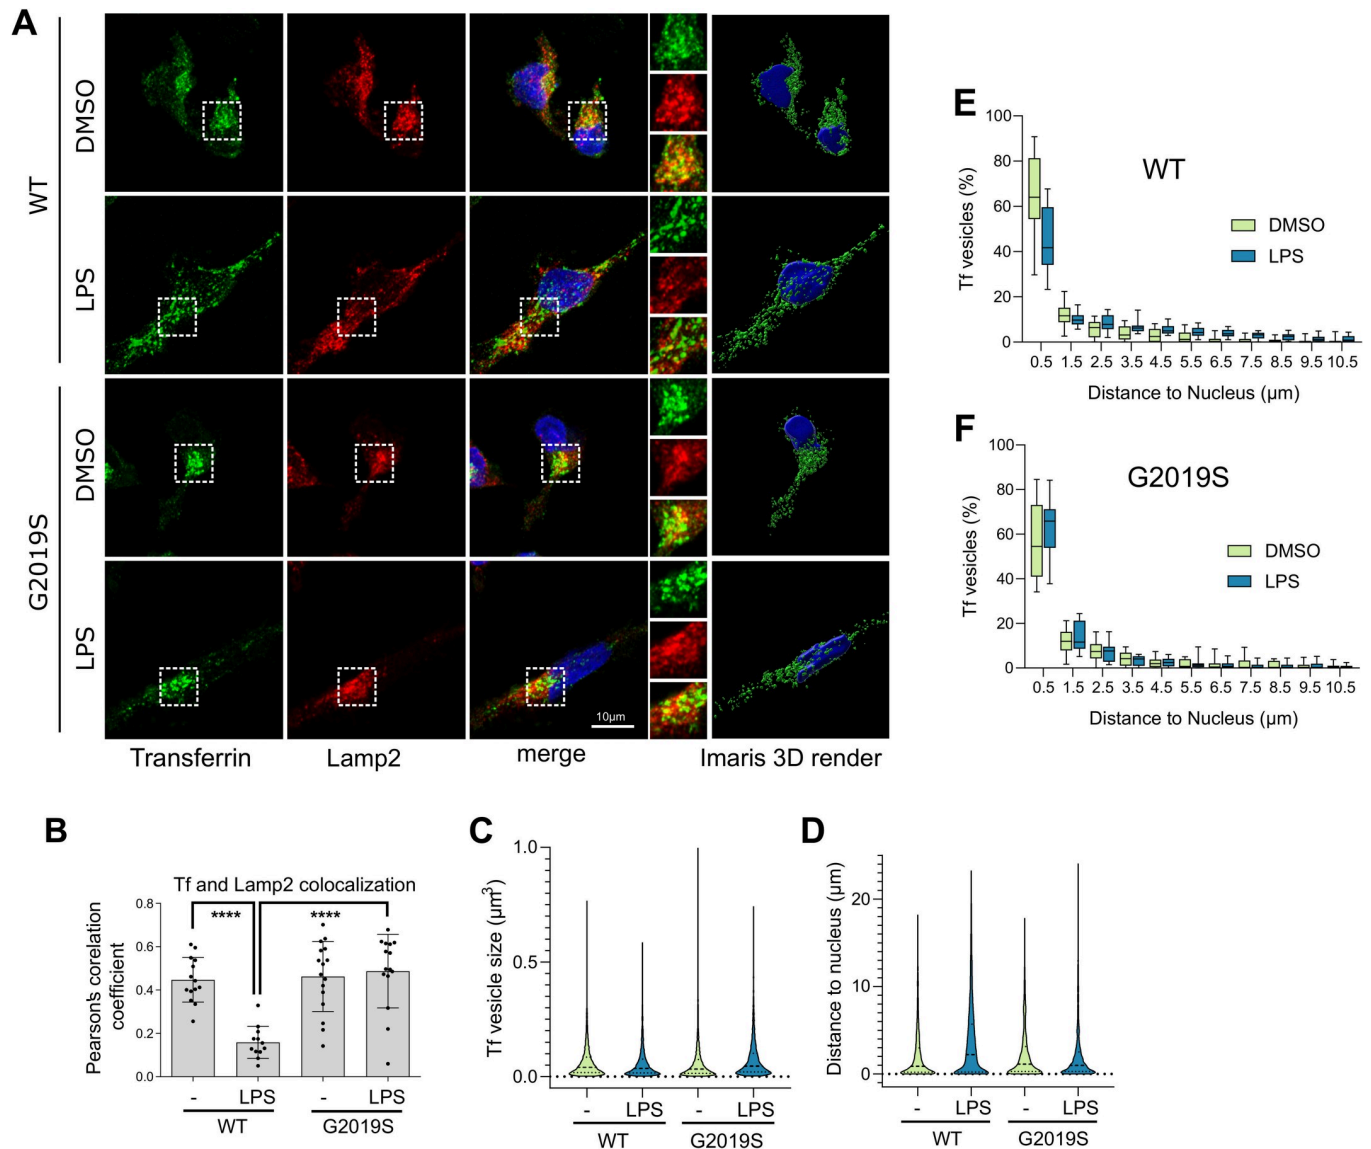 A
WT
DMSO
LPS
G2019S
DMSO
LPS
10µm
Transferrin
Lamp2
merge
Imaris 3D render
E
WT
Tf vesicles (%)
100
80
60
40
20
0
DMSO
LPS
0.5 1.5 2.5 3.5 4.5 5.5 6.5 7.5 8.5 9.5 10.5
Distance to Nucleus (µm)
F
G2019S
Tf vesicles (%)
100
80
60
40
20
0
DMSO
LPS
0.5 1.5 2.5 3.5 4.5 5.5 6.5 7.5 8.5 9.5 10.5
Distance to Nucleus (µm)
B
Tf and Lamp2 colocalization
Pearson's corelation
coefficient
0.8
0.6
0.4
0.2
0.0
**** ****
- LPS - LPS
WT G2019S
C
Tf vesicle size (µm³)
1.0
0.5
0.0
- LPS - LPS
WT G2019S
D
Distance to nucleus (µm)
20
10
0
- LPS - LPS
WT G2019S